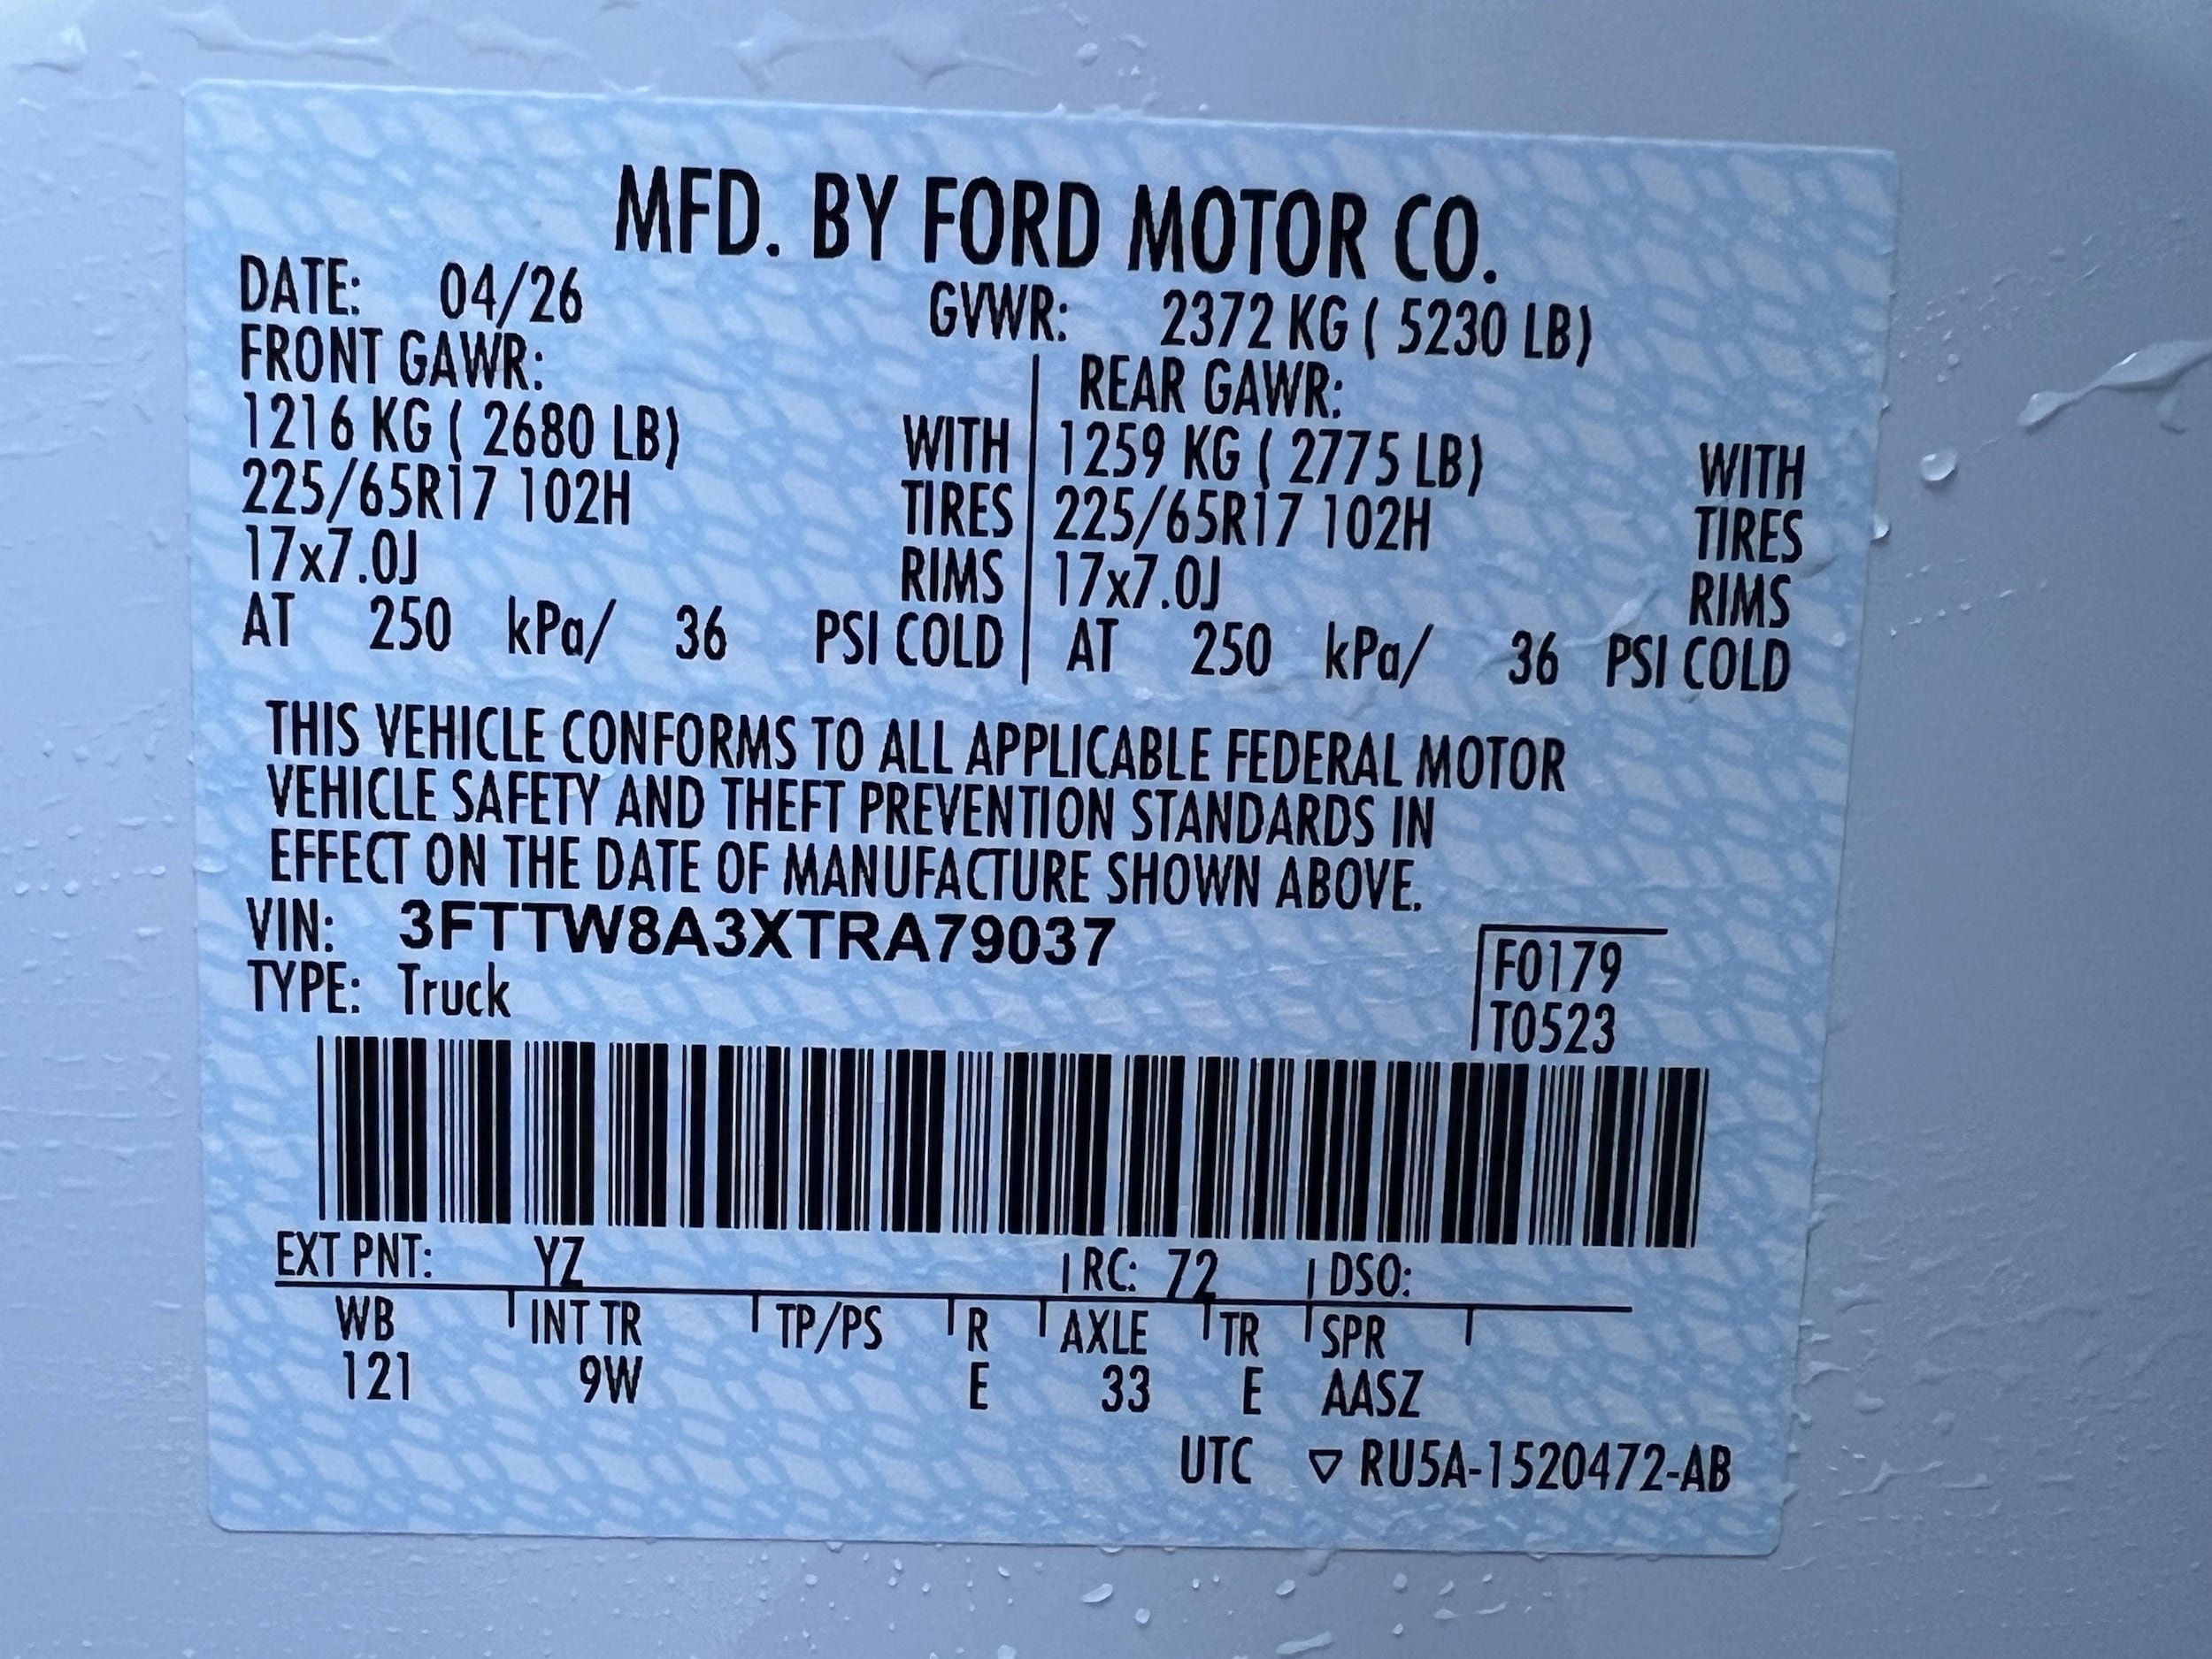 MFD. BY FORD MOTOR CO.
DATE: 04/26 GVWR: 2372 KG ( 5230 LB)
FRONT GAWR: REAR GAWR:
1216 KG ( 2680 LB) WITH 1259 KG ( 2775 LB) WITH
225/65R17 102H TIRES 225/65R17 102H TIRES
17x7.0J RIMS 17x7.0J RIMS
AT 250 kPa/ 36 PSI COLD AT 250 kPa/ 36 PSI COLD
THIS VEHICLE CONFORMS TO ALL APPLICABLE FEDERAL MOTOR
VEHICLE SAFETY AND THEFT PREVENTION STANDARDS IN
EFFECT ON THE DATE OF MANUFACTURE SHOWN ABOVE.
VIN: 3FTTW8A3XTRA79037
F0179
TYPE: Truck
T0523
EXT PNT: YZ RC: 72 DSO:
WB INT TR TP/PS R AXLE TR SPR
121 9W E 33 E AASZ
UTC ▽ RU5A-1520472-AB